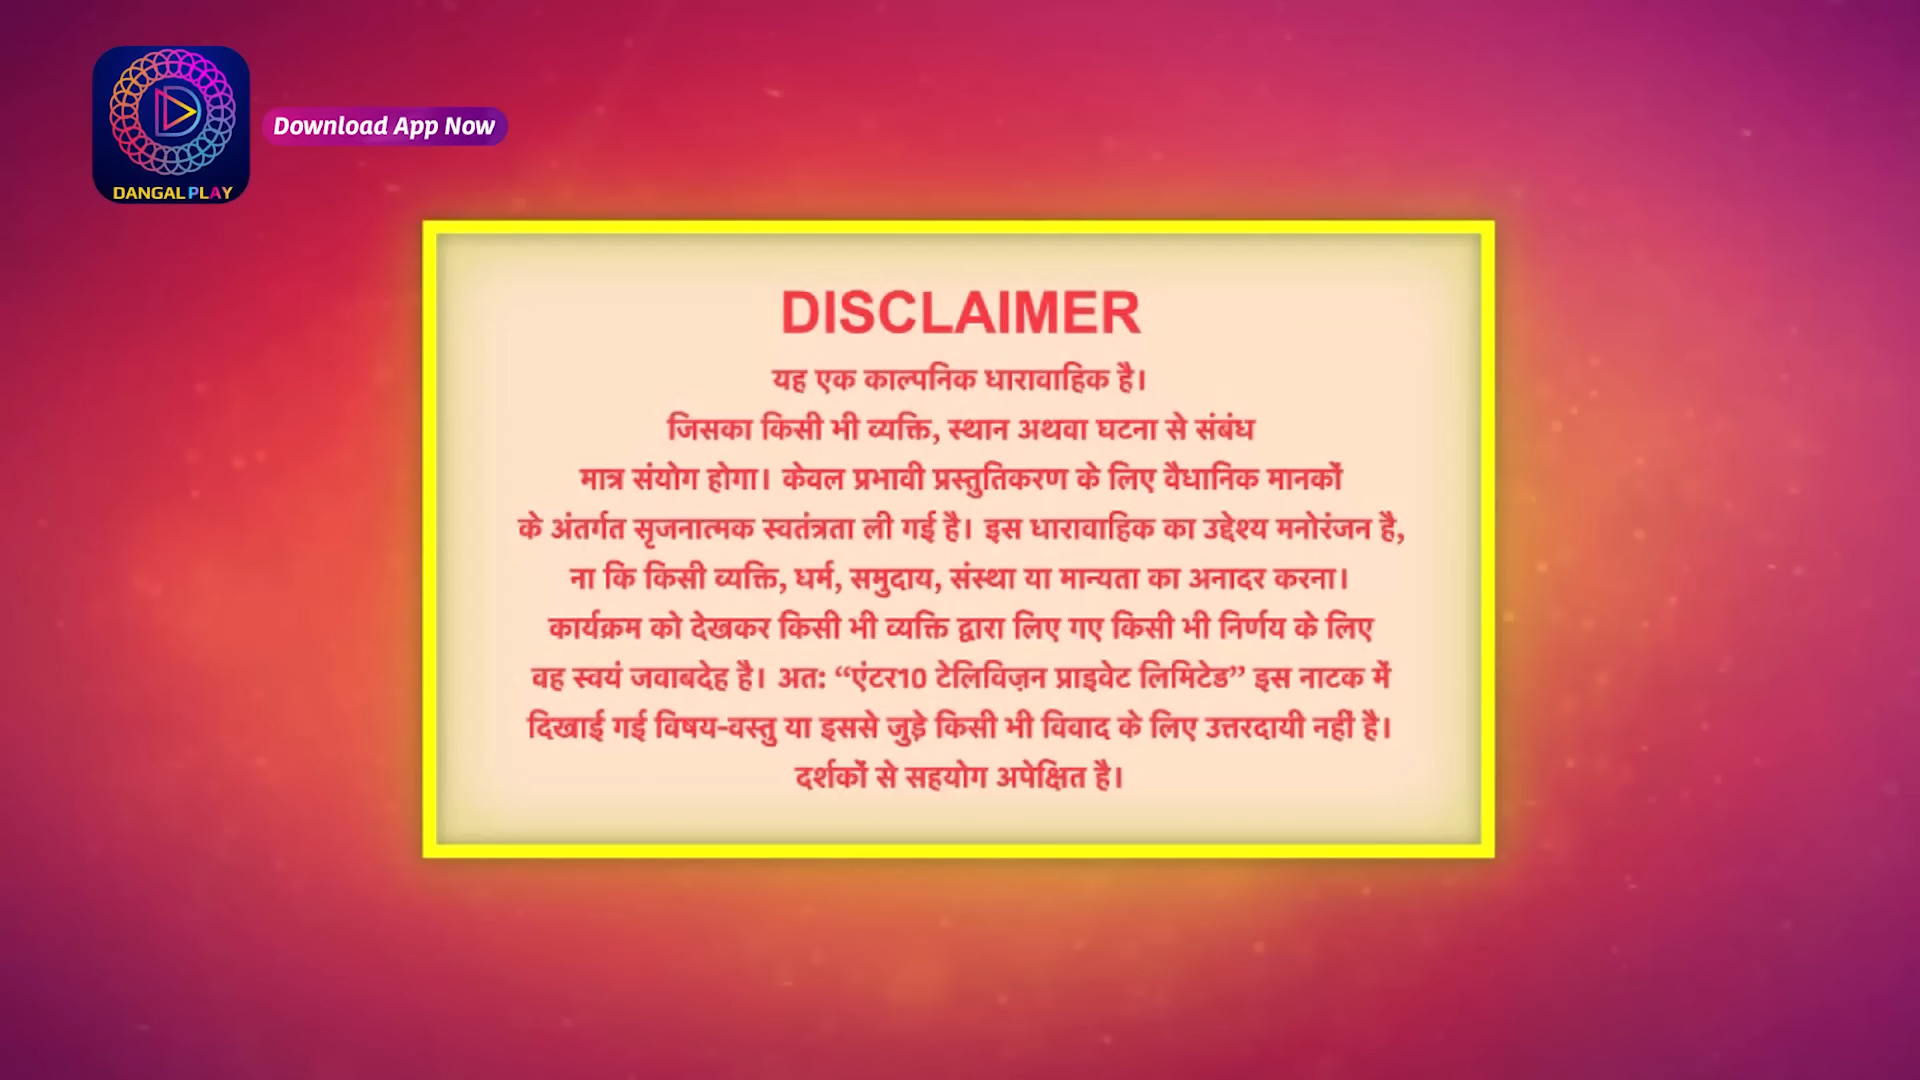 DANGAL PLAY
Download App Now
DISCLAIMER
यह एक काल्पनिक धारावाहिक है।
जिसका किसी भी व्यक्ति, स्थान अथवा घटना से संबंध
मात्र संयोग होगा। केवल प्रभावी प्रस्तुतिकरण के लिए वैधानिक मानकों
के अंतर्गत सृजनात्मक स्वतंत्रता ली गई है। इस धारावाहिक का उद्देश्य मनोरंजन है,
ना कि किसी व्यक्ति, धर्म, समुदाय, संस्था या मान्यता का अनादर करना।
कार्यक्रम को देखकर किसी भी व्यक्ति द्वारा लिए गए किसी भी निर्णय के लिए
वह स्वयं जवाबदेह है। अत: “एंटर10 टेलिविज़न प्राइवेट लिमिटेड” इस नाटक में
दिखाई गई विषय-वस्तु या इससे जुड़े किसी भी विवाद के लिए उत्तरदायी नहीं है।
दर्शकों से सहयोग अपेक्षित है।